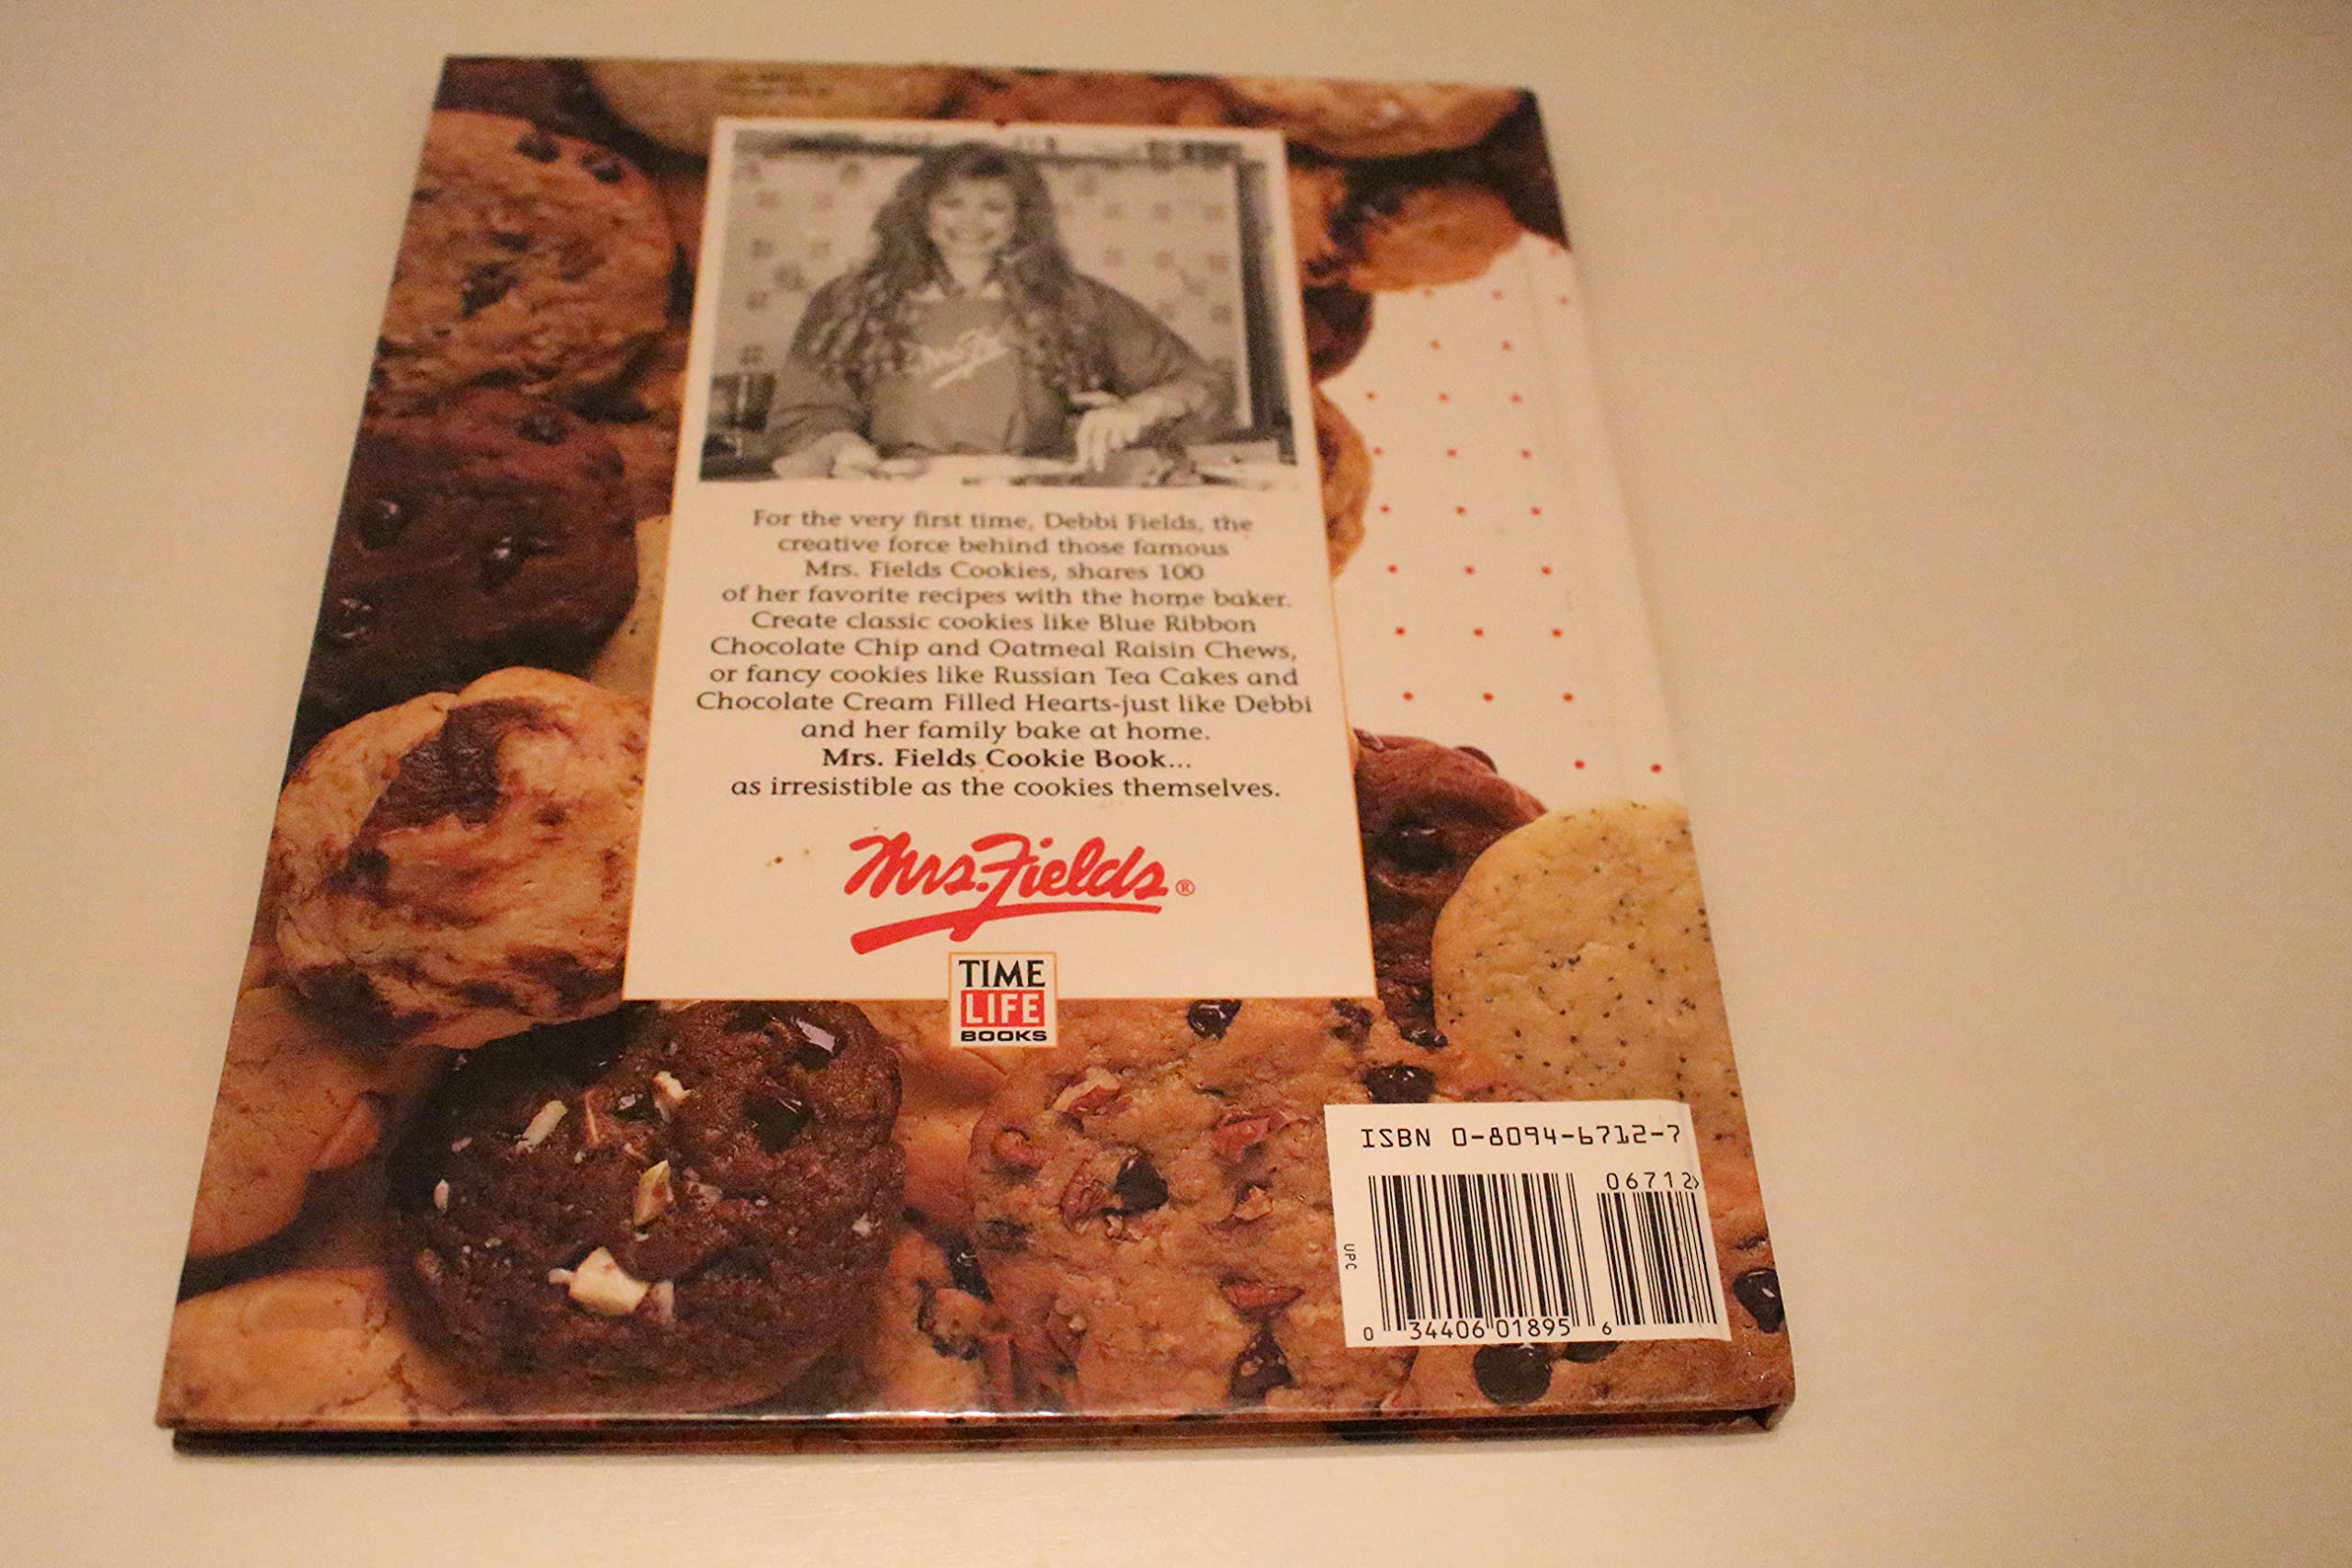 Mrs. Fields
For the very first time, Debbi Fields, the
creative force behind those famous
Mrs. Fields Cookies, shares 100
of her favorite recipes with the home baker.
Create classic cookies like Blue Ribbon
Chocolate Chip and Oatmeal Raisin Chews,
or fancy cookies like Russian Tea Cakes and
Chocolate Cream Filled Hearts-just like Debbi
and her family bake at home.
Mrs. Fields Cookie Book...
as irresistible as the cookies themselves.
Mrs. Fields®
TIME
LIFE
BOOKS
ISBN 0-8094-6712-7
06712>
UPC
0 34406 01895 6